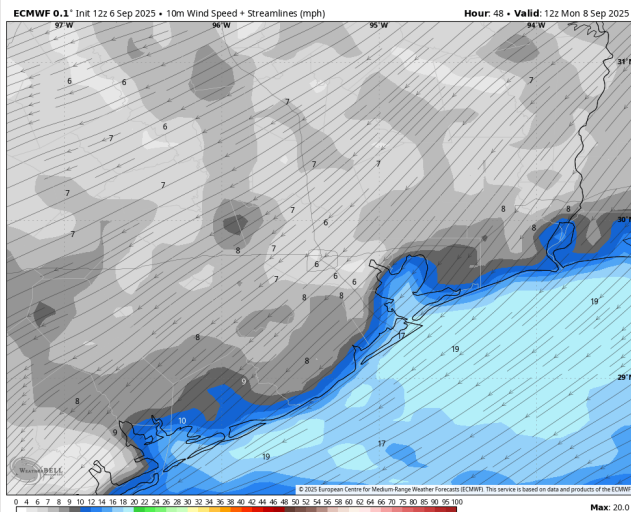 ECMWF 0.1° Init 12z 6 Sep 2025 • 10m Wind Speed + Streamlines (mph) Hour: 48 • Valid: 12z Mon 8 Sep 2025
97°W 96°W 95°W 94°W
31°N
6 6 7
7
6
7
7 7
7
7
7 8 8
30°N
6
7 8
8 7
6
7 6 6
8 8
19
17
8
19
8
29°N
9
8
10
9
17
19
WEATHERBELL
© 2025 European Centre for Medium-Range Weather Forecasts (ECMWF). This service is based on data and products of the ECMWF
0 4 6 7 8 9 10 12 14 16 18 20 22 24 26 28 30 32 34 36 38 40 42 44 46 48 50 52 54 56 58 60 65 70 75 80 85 90 95 100
Max: 20.0